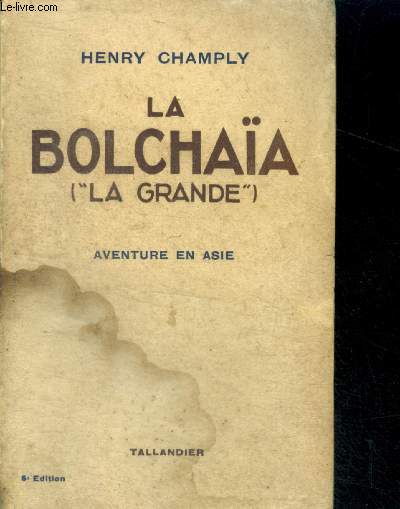 Le-livre.com
HENRY CHAMPLY
LA
BOLCHAÏA
("LA GRANDE")
AVENTURE EN ASIE
TALLANDIER
6e Edition